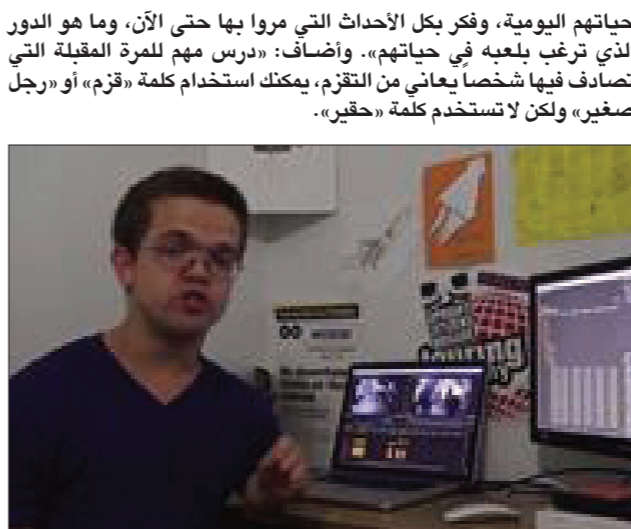 حياتهم اليومية، وفكر بكل الأحداث التي مروا بها حتى الآن، وما هو الدور
الذي ترغب بلعبه في حياتهم». وأضاف: «درس مهم للمرة المقبلة التي
تصادف فيها شخصاً يعاني من التقزم، يمكنك استخدام كلمة «قزم» أو «رجل
صغير» ولكن لا تستخدم كلمة «حقير».